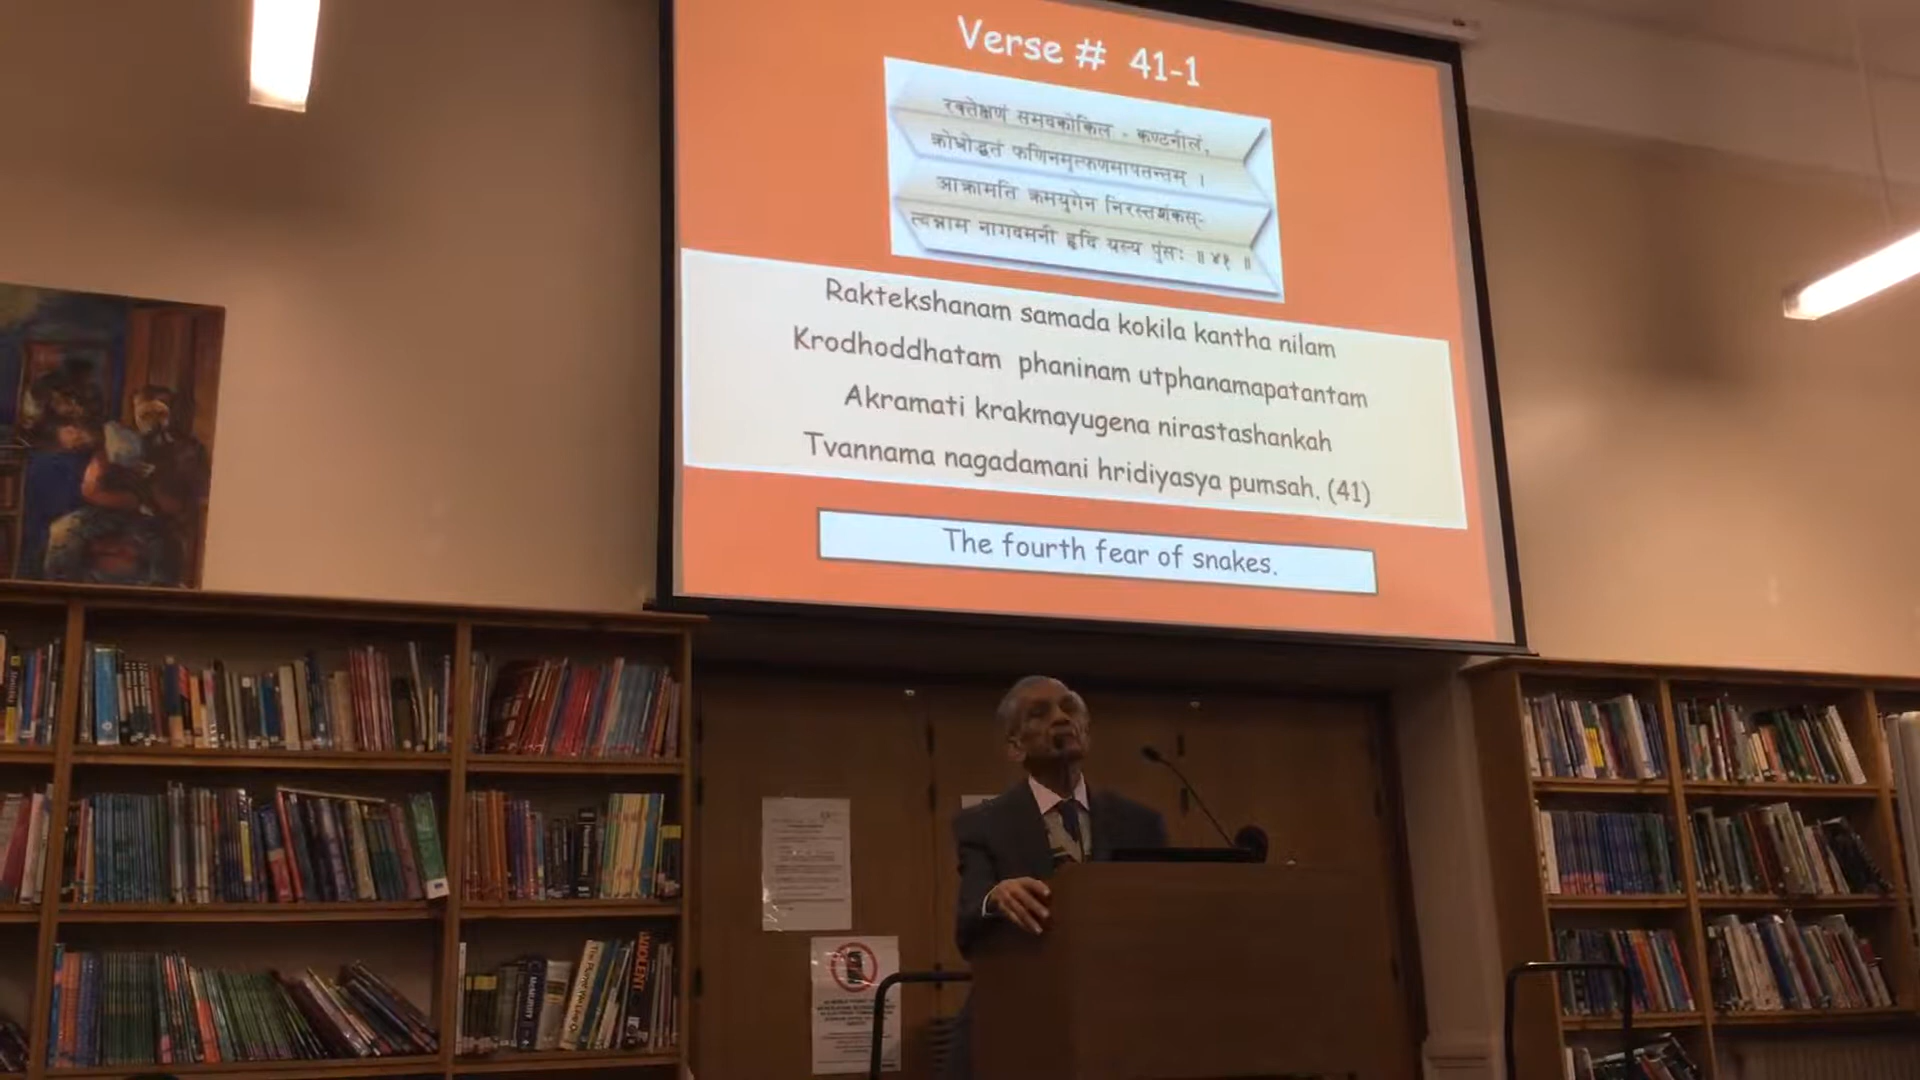 Verse # 41-1
रक्तेक्षणं समदकोकिल - कण्ठनीलं,
क्रोधोद्धतं फणिनमुत्फणमापतन्तम् ।
आक्रामति क्रमयुगेन निरस्तशंकस्-
त्वन्नाम नागदमनी हृदि यस्य पुंसः ॥ ४१ ॥
Raktekshanam samada kokila kantha nilam
Krodhoddhatam phaninam utphanamapatantam
Akramati krakmayugena nirastashankah
Tvannama nagadamani hridiyasya pumsah. (41)
The fourth fear of snakes.